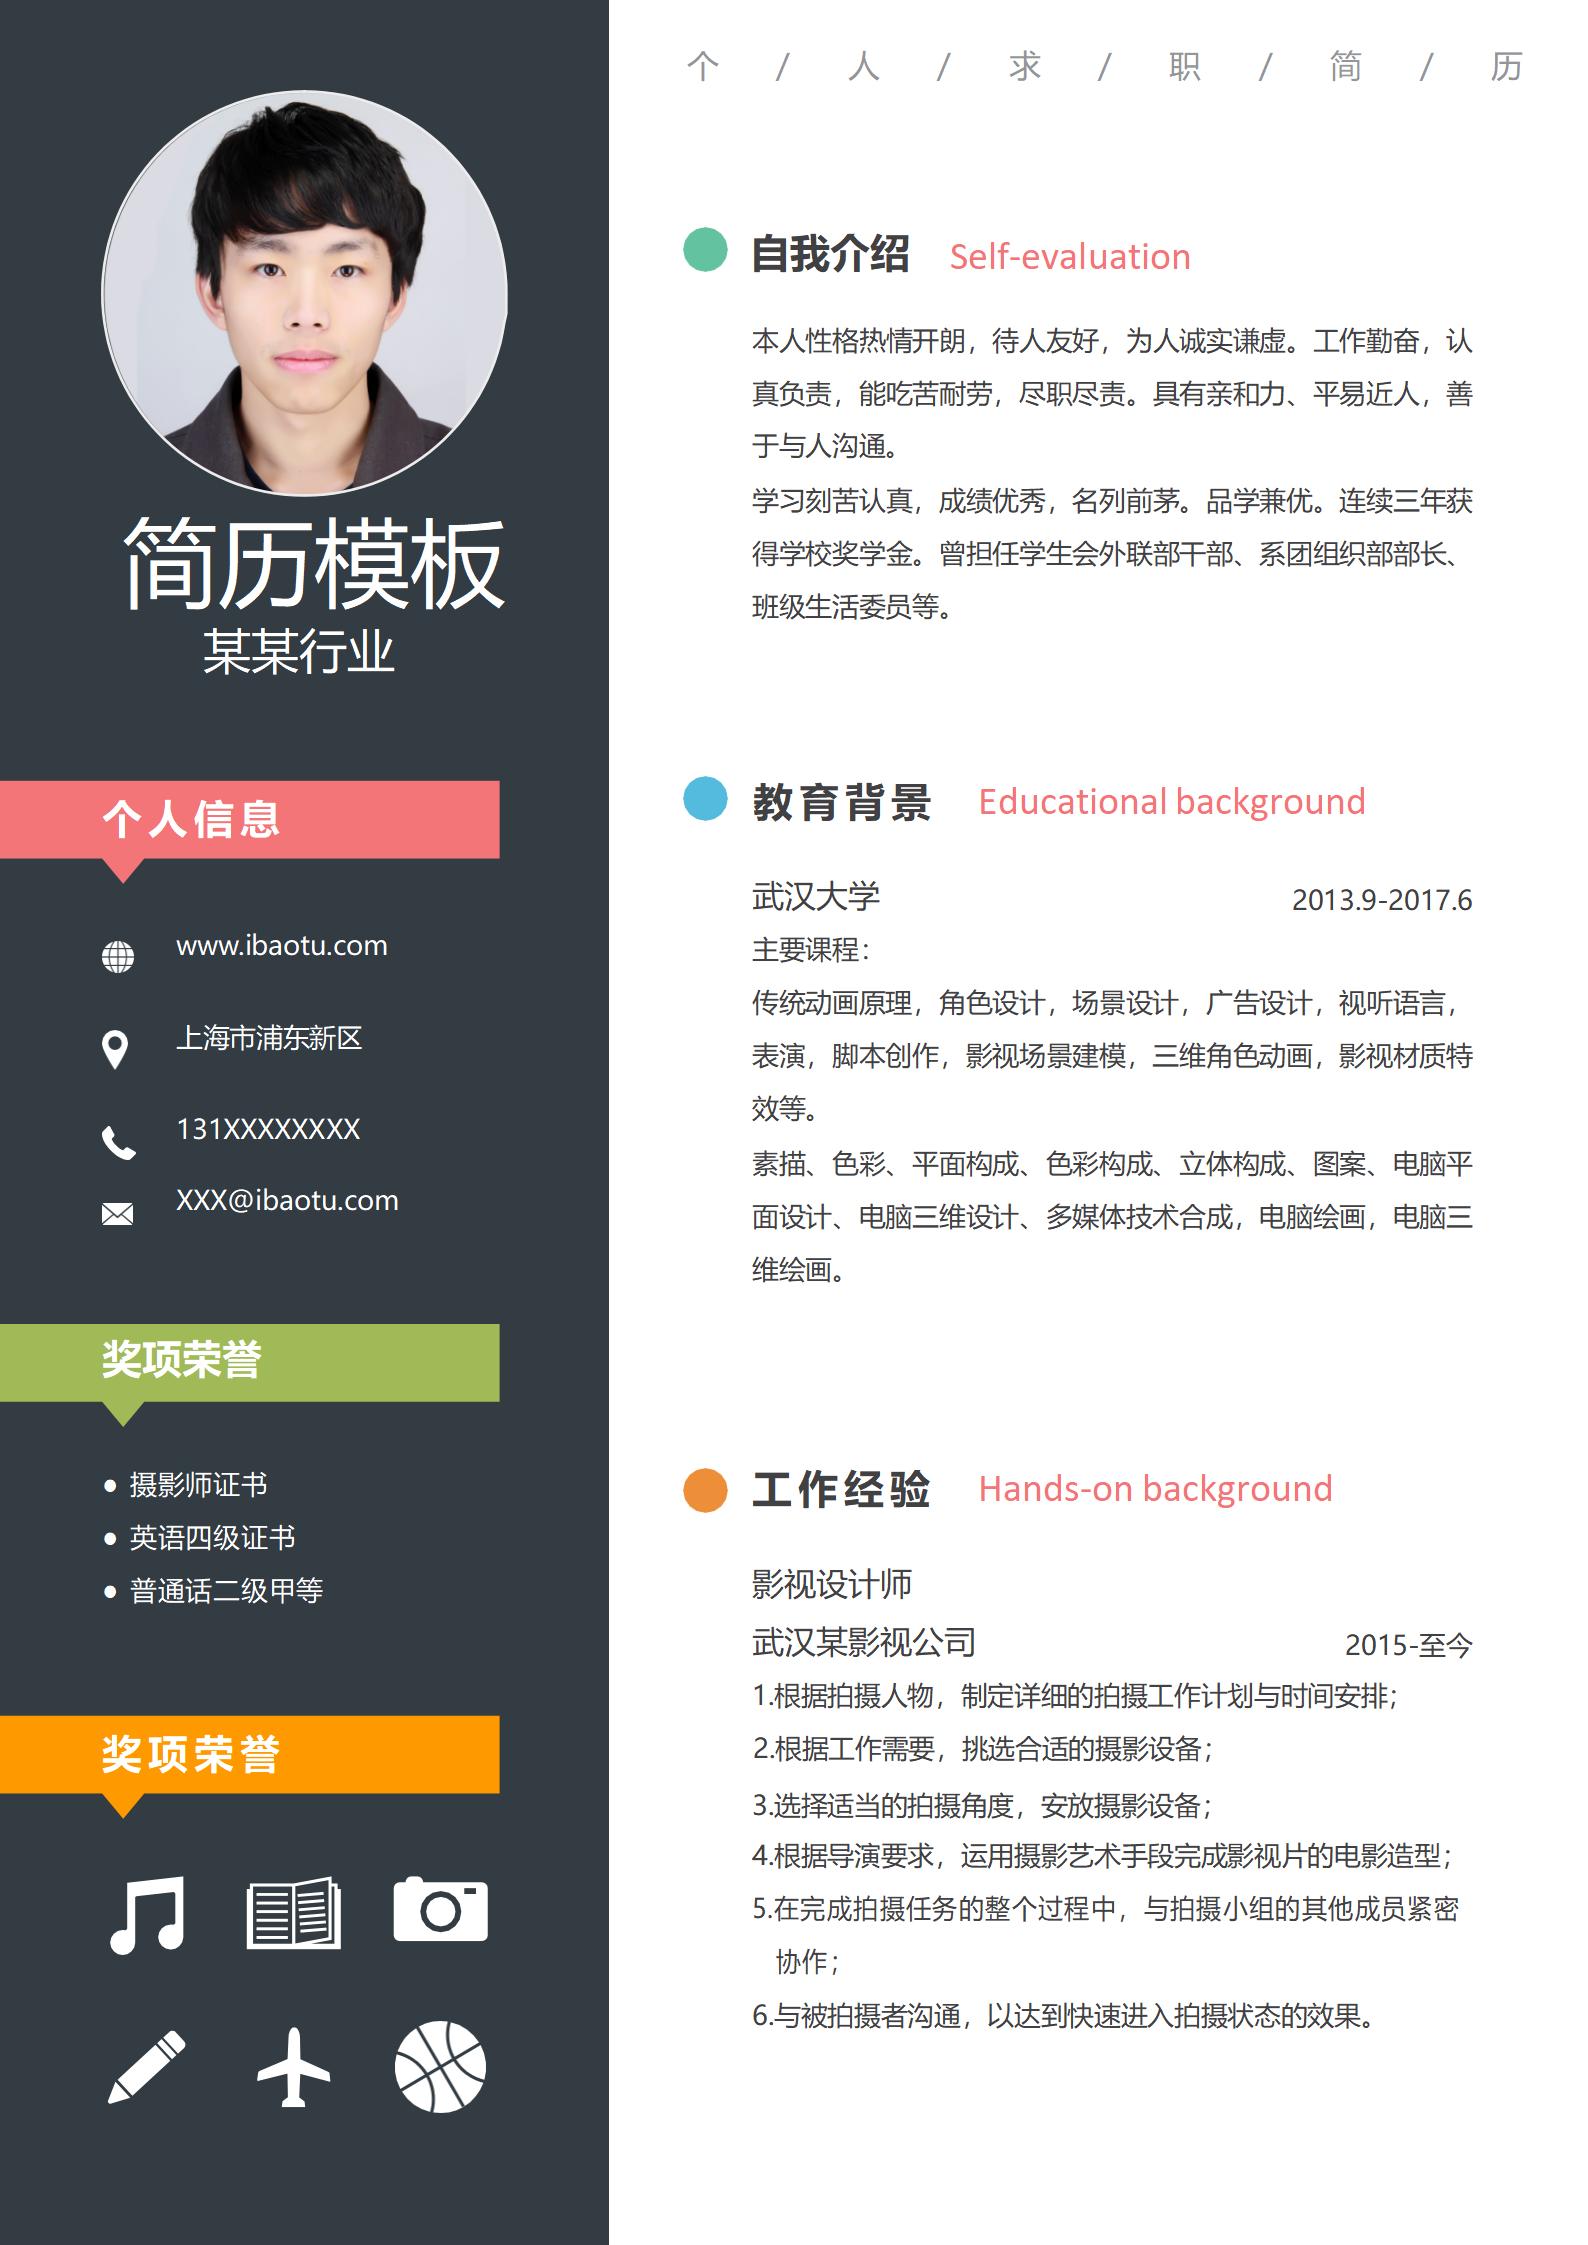 个 / 人 / 求 / 职 / 简 / 历
简历模板
某某行业
个人信息
www.ibaotu.com
上海市浦东新区
131XXXXXXXX
XXX@ibaotu.com
奖项荣誉
● 摄影师证书
● 英语四级证书
● 普通话二级甲等
奖项荣誉
自我介绍 Self-evaluation
本人性格热情开朗，待人友好，为人诚实谦虚。工作勤奋，认
真负责，能吃苦耐劳，尽职尽责。具有亲和力、平易近人，善
于与人沟通。
学习刻苦认真，成绩优秀，名列前茅。品学兼优。连续三年获
得学校奖学金。曾担任学生会外联部干部、系团组织部部长、
班级生活委员等。
教育背景 Educational background
武汉大学 2013.9-2017.6
主要课程：
传统动画原理，角色设计，场景设计，广告设计，视听语言，
表演，脚本创作，影视场景建模，三维角色动画，影视材质特
效等。
素描、色彩、平面构成、色彩构成、立体构成、图案、电脑平
面设计、电脑三维设计、多媒体技术合成，电脑绘画，电脑三
维绘画。
工作经验 Hands-on background
影视设计师
武汉某影视公司 2015-至今
1.根据拍摄人物，制定详细的拍摄工作计划与时间安排；
2.根据工作需要，挑选合适的摄影设备；
3.选择适当的拍摄角度，安放摄影设备；
4.根据导演要求，运用摄影艺术手段完成影视片的电影造型；
5.在完成拍摄任务的整个过程中，与拍摄小组的其他成员紧密
协作；
6.与被拍摄者沟通，以达到快速进入拍摄状态的效果。